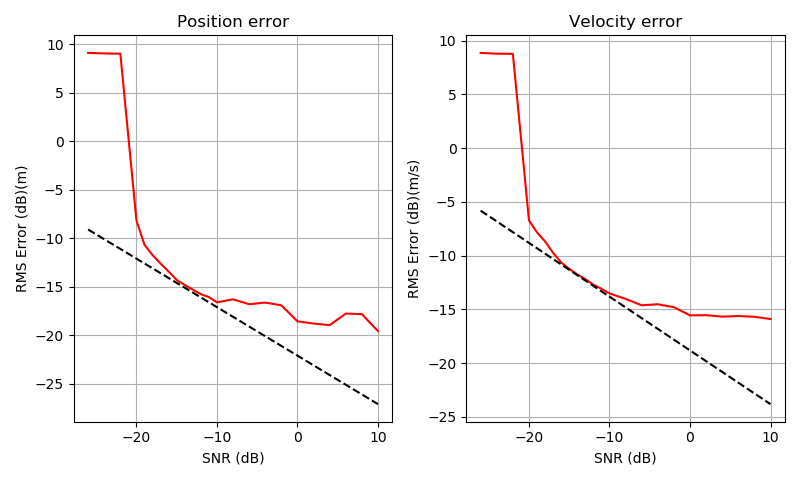 Position error
10
5
0
−5
−10
−15
−20
−25
RMS Error (dB)(m)
−20 −10 0 10
SNR (dB)
Velocity error
10
5
0
−5
−10
−15
−20
−25
RMS Error (dB)(m/s)
−20 −10 0 10
SNR (dB)